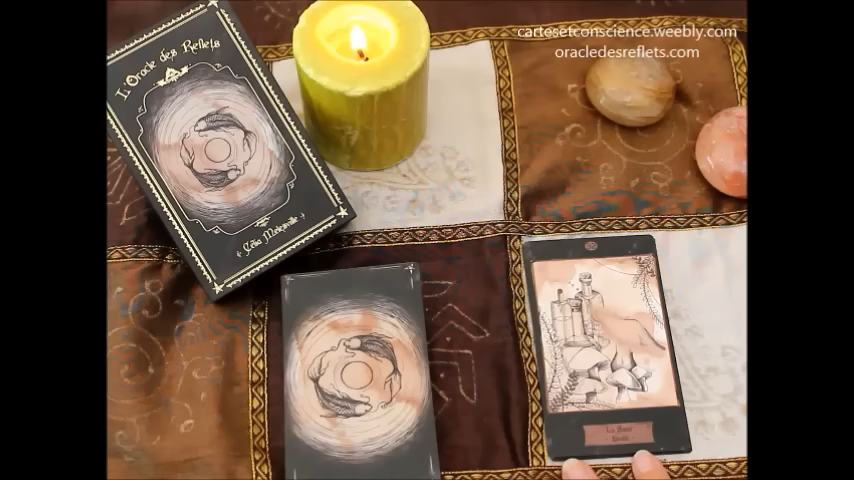 cartesetconscience.weebly.com
oracledesreflets.com
L'Oracle des Reflets
Célia Melesville